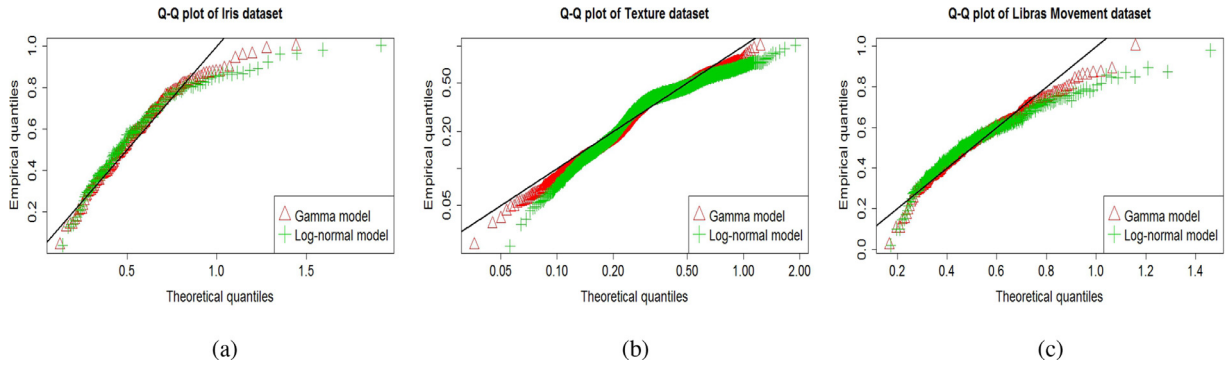 Q-Q plot of Iris dataset
Empirical quantiles
1.0
0.8
0.6
0.4
0.2
0.5
1.0
1.5
Theoretical quantiles
Gamma model
Log-normal model
(a)
Q-Q plot of Texture dataset
Empirical quantiles
0.50
0.20
0.05
0.05
0.10
0.20
0.50
1.00
2.00
Theoretical quantiles
Gamma model
Log-normal model
(b)
Q-Q plot of Libras Movement dataset
Empirical quantiles
1.0
0.8
0.6
0.4
0.2
0.0
0.2
0.4
0.6
0.8
1.0
1.2
1.4
Theoretical quantiles
Gamma model
Log-normal model
(c)